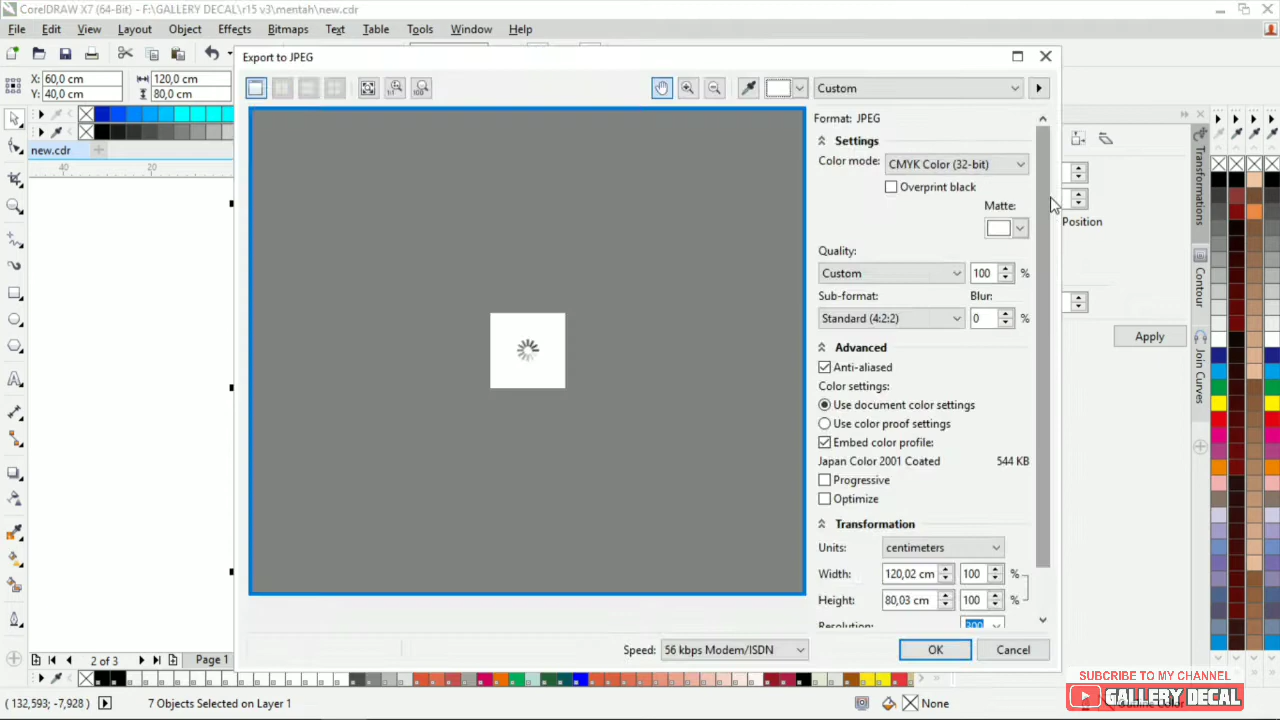 CorelDRAW X7 (64-Bit) - F:\GALLERY DECAL\r15 v3\mentah\new.cdr
File Edit View Layout Object Effects Bitmaps Text Table Tools Window Help
Export to JPEG
X: 60,0 cm 120,0 cm
Y: 40,0 cm 80,0 cm
Custom
new.cdr
40 20
Format: JPEG
Settings
Color mode: CMYK Color (32-bit)
Overprint black
Matte:
Quality:
Custom 100 %
Sub-format: Blur:
Standard (4:2:2) 0 %
Advanced
Anti-aliased
Color settings:
Use document color settings
Use color proof settings
Embed color profile:
Japan Color 2001 Coated 544 KB
Progressive
Optimize
Transformation
Units: centimeters
Width: 120,02 cm 100 %
Height: 80,03 cm 100 %
Resolution: 300
Speed: 56 kbps Modem/ISDN OK Cancel
Position
Apply
Transformations
Contour
Join Curves
2 of 3 Page 1
( 132,593; -7,928 ) 7 Objects Selected on Layer 1 None
SUBCRIBE TO MY CHANNEL
GALLERY DECAL